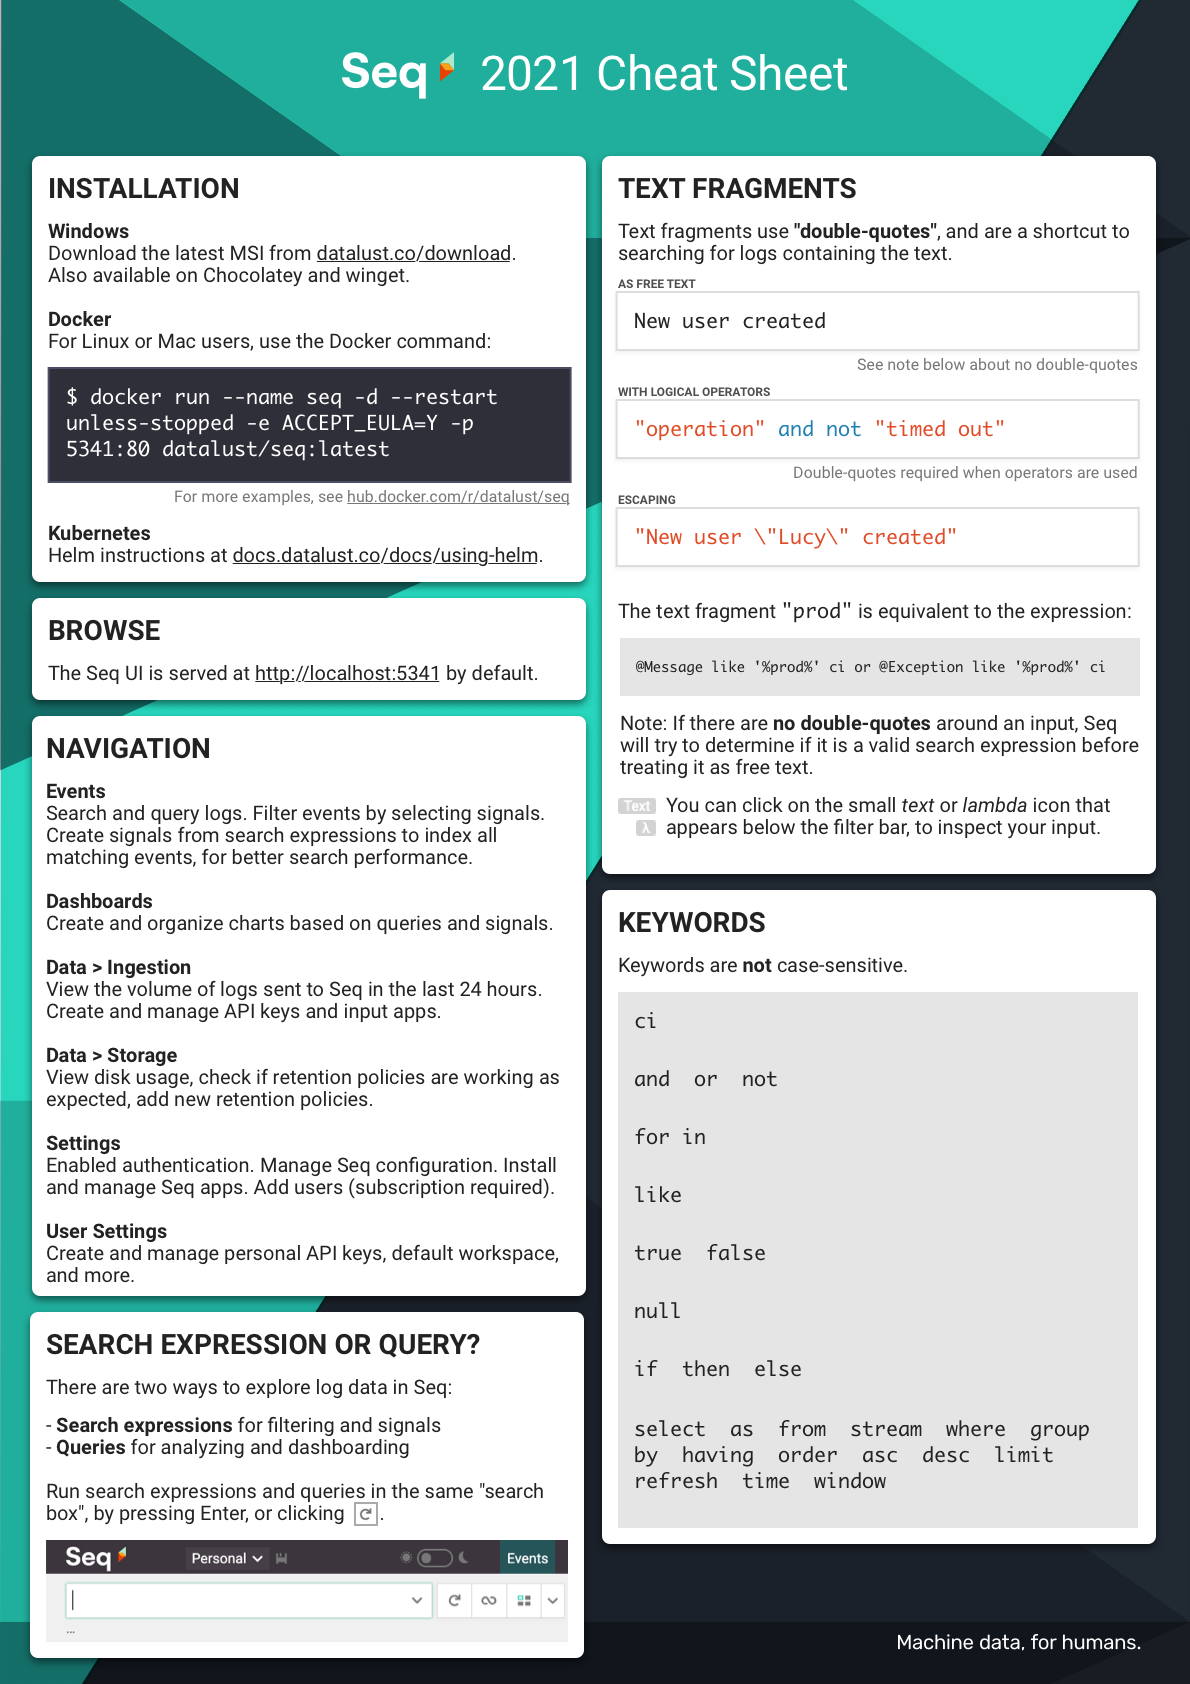 Seq 2021 Cheat Sheet
INSTALLATION
Windows
Download the latest MSI from datalust.co/download.
Also available on Chocolatey and winget.
Docker
For Linux or Mac users, use the Docker command:
$ docker run --name seq -d --restart
unless-stopped -e ACCEPT_EULA=Y -p
5341:80 datalust/seq:latest
For more examples, see hub.docker.com/r/datalust/seq
Kubernetes
Helm instructions at docs.datalust.co/docs/using-helm.
BROWSE
The Seq UI is served at http://localhost:5341 by default.
NAVIGATION
Events
Search and query logs. Filter events by selecting signals.
Create signals from search expressions to index all
matching events, for better search performance.
Dashboards
Create and organize charts based on queries and signals.
Data > Ingestion
View the volume of logs sent to Seq in the last 24 hours.
Create and manage API keys and input apps.
Data > Storage
View disk usage, check if retention policies are working as
expected, add new retention policies.
Settings
Enabled authentication. Manage Seq configuration. Install
and manage Seq apps. Add users (subscription required).
User Settings
Create and manage personal API keys, default workspace,
and more.
SEARCH EXPRESSION OR QUERY?
There are two ways to explore log data in Seq:
- Search expressions for filtering and signals
- Queries for analyzing and dashboarding
Run search expressions and queries in the same "search
box", by pressing Enter, or clicking .
Seq Personal Events
...
TEXT FRAGMENTS
Text fragments use "double-quotes", and are a shortcut to
searching for logs containing the text.
AS FREE TEXT
New user created
See note below about no double-quotes
WITH LOGICAL OPERATORS
"operation" and not "timed out"
Double-quotes required when operators are used
ESCAPING
"New user \"Lucy\" created"
The text fragment "prod" is equivalent to the expression:
@Message like '%prod%' ci or @Exception like '%prod%' ci
Note: If there are no double-quotes around an input, Seq
will try to determine if it is a valid search expression before
treating it as free text.
Text You can click on the small text or lambda icon that
λ appears below the filter bar, to inspect your input.
KEYWORDS
Keywords are not case-sensitive.
ci
and or not
for in
like
true false
null
if then else
select as from stream where group
by having order asc desc limit
refresh time window
Machine data, for humans.